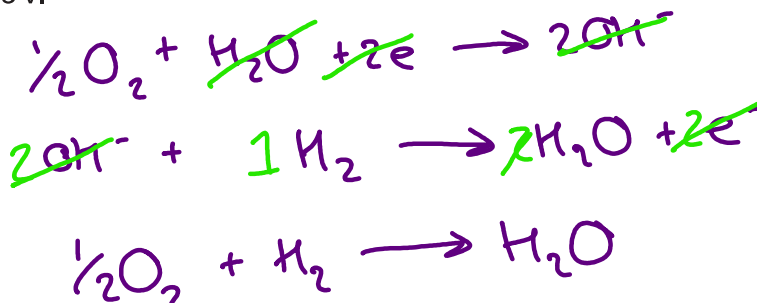 ½O₂ + H₂O + 2e → 2OH⁻
2OH⁻ + 1H₂ → 2H₂O + 2e⁻
½O₂ + H₂ → H₂O